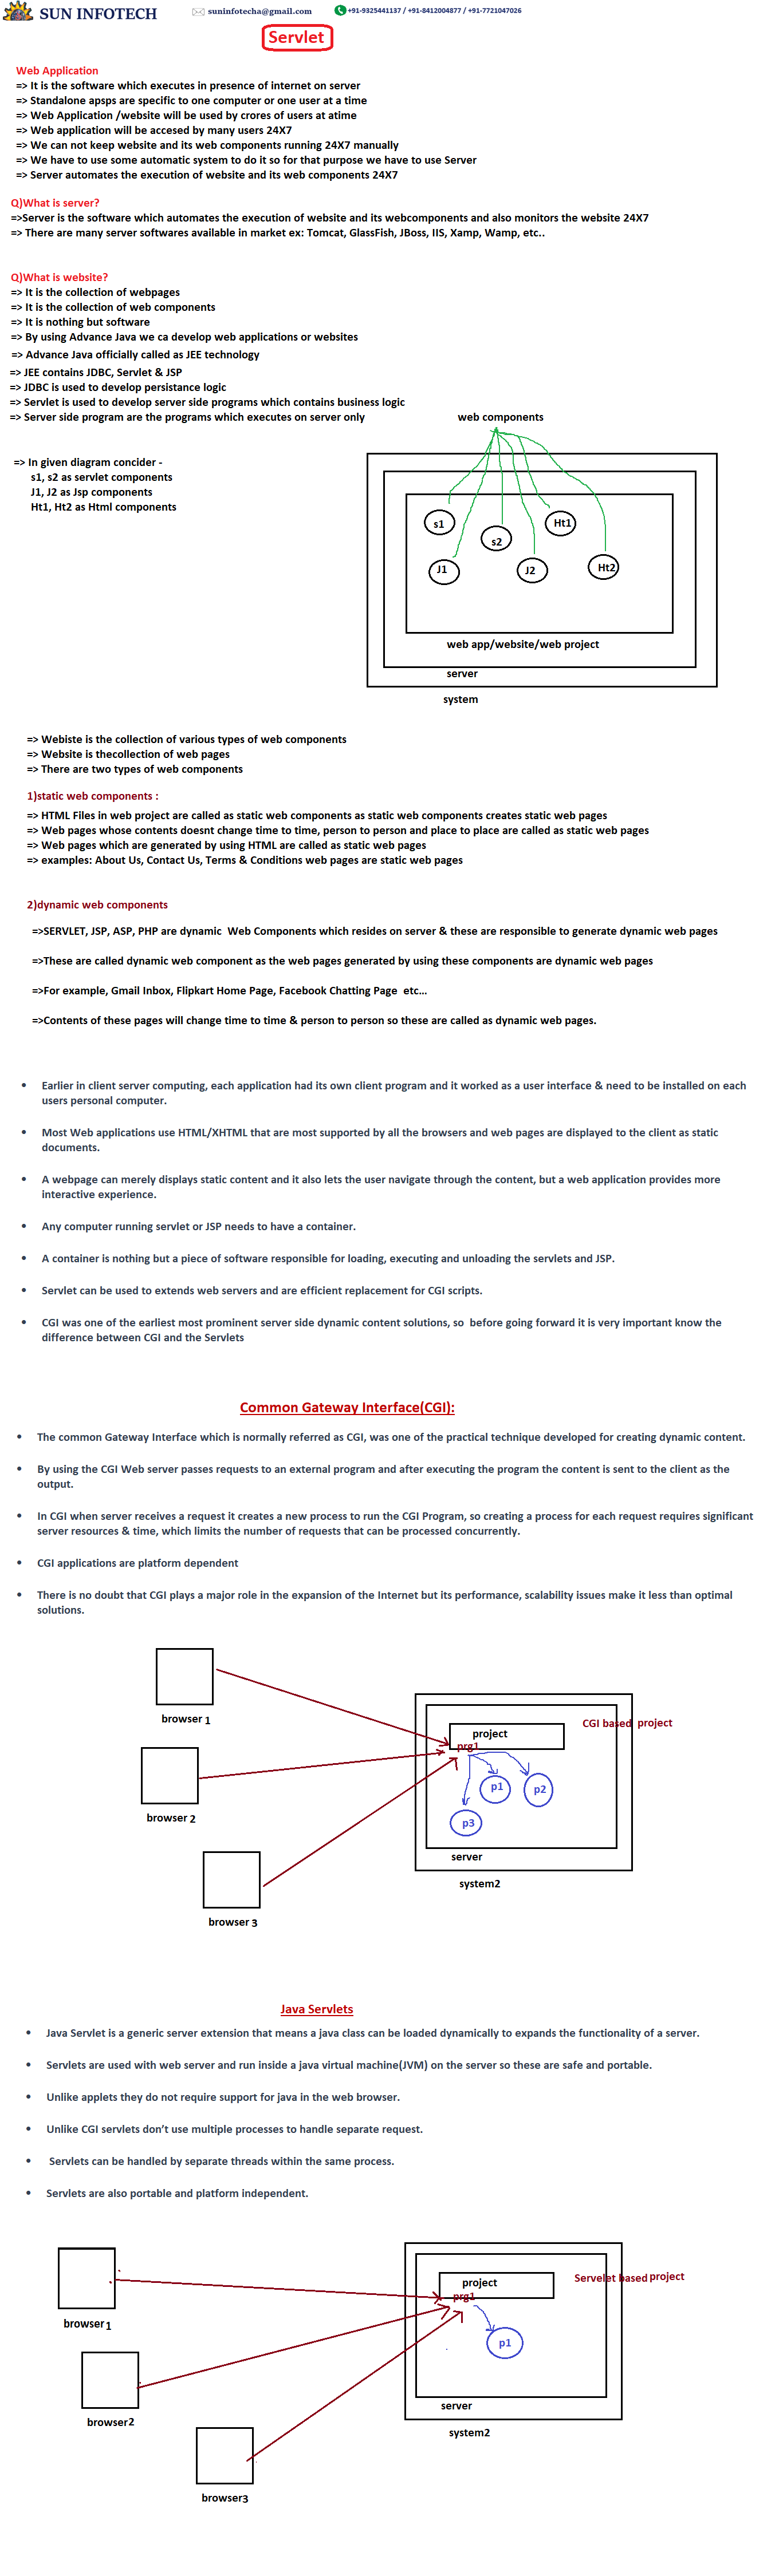 SUN INFOTECH
suninfotecha@gmail.com
+91-9325441137 / +91-8412004877 / +91-7721047026
Servlet
Web Application
=> It is the software which executes in presence of internet on server
=> Standalone apsps are specific to one computer or one user at a time
=> Web Application /website will be used by crores of users at atime
=> Web application will be accesed by many users 24X7
=> We can not keep website and its web components running 24X7 manually
=> We have to use some automatic system to do it so for that purpose we have to use Server
=> Server automates the execution of website and its web components 24X7
Q)What is server?
=>Server is the software which automates the execution of website and its webcomponents and also monitors the website 24X7
=> There are many server softwares available in market ex: Tomcat, GlassFish, JBoss, IIS, Xamp, Wamp, etc..
Q)What is website?
=> It is the collection of webpages
=> It is the collection of web components
=> It is nothing but software
=> By using Advance Java we ca develop web applications or websites
=> Advance Java officially called as JEE technology
=> JEE contains JDBC, Servlet & JSP
=> JDBC is used to develop persistance logic
=> Servlet is used to develop server side programs which contains business logic
=> Server side program are the programs which executes on server only
web components
=> In given diagram concider -
s1, s2 as servlet components
J1, J2 as Jsp components
Ht1, Ht2 as Html components
s1
s2
Ht1
J1
J2
Ht2
web app/website/web project
server
system
=> Webiste is the collection of various types of web components
=> Website is thecollection of web pages
=> There are two types of web components
1)static web components :
=> HTML Files in web project are called as static web components as static web components creates static web pages
=> Web pages whose contents doesnt change time to time, person to person and place to place are called as static web pages
=> Web pages which are generated by using HTML are called as static web pages
=> examples: About Us, Contact Us, Terms & Conditions web pages are static web pages
2)dynamic web components
=>SERVLET, JSP, ASP, PHP are dynamic  Web Components which resides on server & these are responsible to generate dynamic web pages
=>These are called dynamic web component as the web pages generated by using these components are dynamic web pages
=>For example, Gmail Inbox, Flipkart Home Page, Facebook Chatting Page  etc...
=>Contents of these pages will change time to time & person to person so these are called as dynamic web pages.
• Earlier in client server computing, each application had its own client program and it worked as a user interface & need to be installed on each
users personal computer.
• Most Web applications use HTML/XHTML that are most supported by all the browsers and web pages are displayed to the client as static
documents.
• A webpage can merely displays static content and it also lets the user navigate through the content, but a web application provides more
interactive experience.
• Any computer running servlet or JSP needs to have a container.
• A container is nothing but a piece of software responsible for loading, executing and unloading the servlets and JSP.
• Servlet can be used to extends web servers and are efficient replacement for CGI scripts.
• CGI was one of the earliest most prominent server side dynamic content solutions, so  before going forward it is very important know the
difference between CGI and the Servlets
Common Gateway Interface(CGI):
• The common Gateway Interface which is normally referred as CGI, was one of the practical technique developed for creating dynamic content.
• By using the CGI Web server passes requests to an external program and after executing the program the content is sent to the client as the
output.
• In CGI when server receives a request it creates a new process to run the CGI Program, so creating a process for each request requires significant
server resources & time, which limits the number of requests that can be processed concurrently.
• CGI applications are platform dependent
• There is no doubt that CGI plays a major role in the expansion of the Internet but its performance, scalability issues make it less than optimal
solutions.
browser 1
CGI based project
project
prg1
p1
p2
browser 2
p3
server
system2
browser 3
Java Servlets
• Java Servlet is a generic server extension that means a java class can be loaded dynamically to expands the functionality of a server.
• Servlets are used with web server and run inside a java virtual machine(JVM) on the server so these are safe and portable.
• Unlike applets they do not require support for java in the web browser.
• Unlike CGI servlets don’t use multiple processes to handle separate request.
• Servlets can be handled by separate threads within the same process.
• Servlets are also portable and platform independent.
Servelet based project
project
prg1
browser 1
p1
server
browser2
system2
browser3